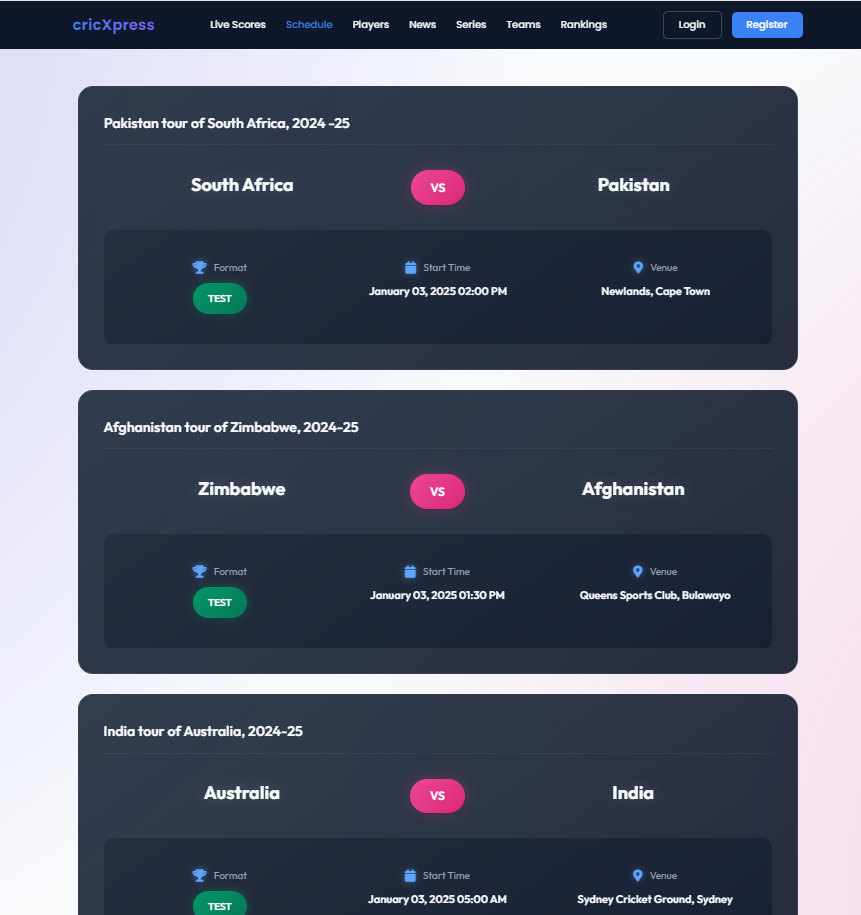 cricXpress Live Scores Schedule Players News Series Teams Rankings Login Register
Pakistan tour of South Africa, 2024 -25
South Africa VS Pakistan
Format Start Time Venue
TEST January 03, 2025 02:00 PM Newlands, Cape Town
Afghanistan tour of Zimbabwe, 2024-25
Zimbabwe VS Afghanistan
Format Start Time Venue
TEST January 03, 2025 01:30 PM Queens Sports Club, Bulawayo
India tour of Australia, 2024-25
Australia VS India
Format Start Time Venue
TEST January 03, 2025 05:00 AM Sydney Cricket Ground, Sydney